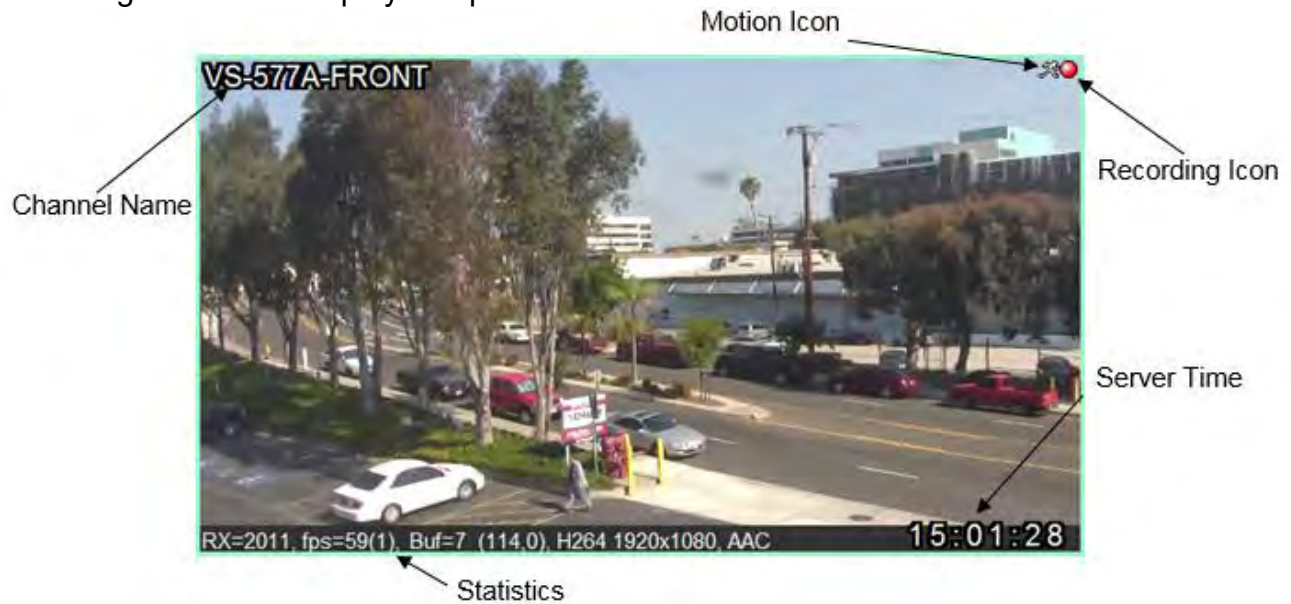 Motion Icon
VS-577A-FRONT
Recording Icon
Channel Name
Server Time
15:01:28
RX=2011, fps=59(1), Buf=7 (114,0), H264 1920x1080, AAC
Statistics